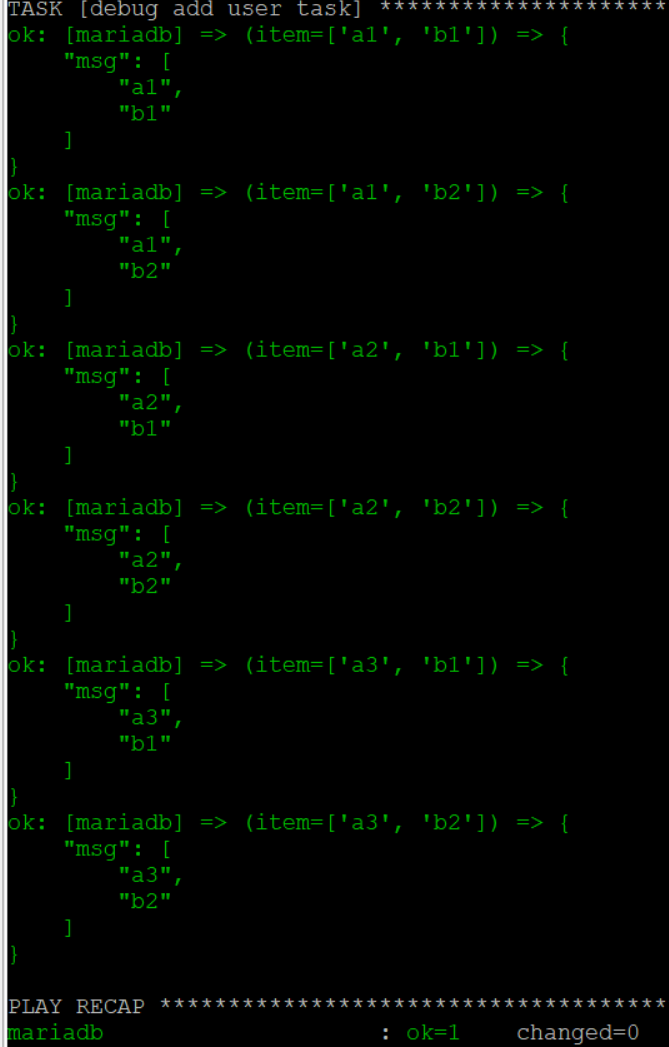 TASK [debug add user task] *********************
ok: [mariadb] => (item=['a1', 'b1']) => {
    "msg": [
        "a1",
        "b1"
    ]
}
ok: [mariadb] => (item=['a1', 'b2']) => {
    "msg": [
        "a1",
        "b2"
    ]
}
ok: [mariadb] => (item=['a2', 'b1']) => {
    "msg": [
        "a2",
        "b1"
    ]
}
ok: [mariadb] => (item=['a2', 'b2']) => {
    "msg": [
        "a2",
        "b2"
    ]
}
ok: [mariadb] => (item=['a3', 'b1']) => {
    "msg": [
        "a3",
        "b1"
    ]
}
ok: [mariadb] => (item=['a3', 'b2']) => {
    "msg": [
        "a3",
        "b2"
    ]
}
PLAY RECAP *************************************
mariadb                    : ok=1    changed=0